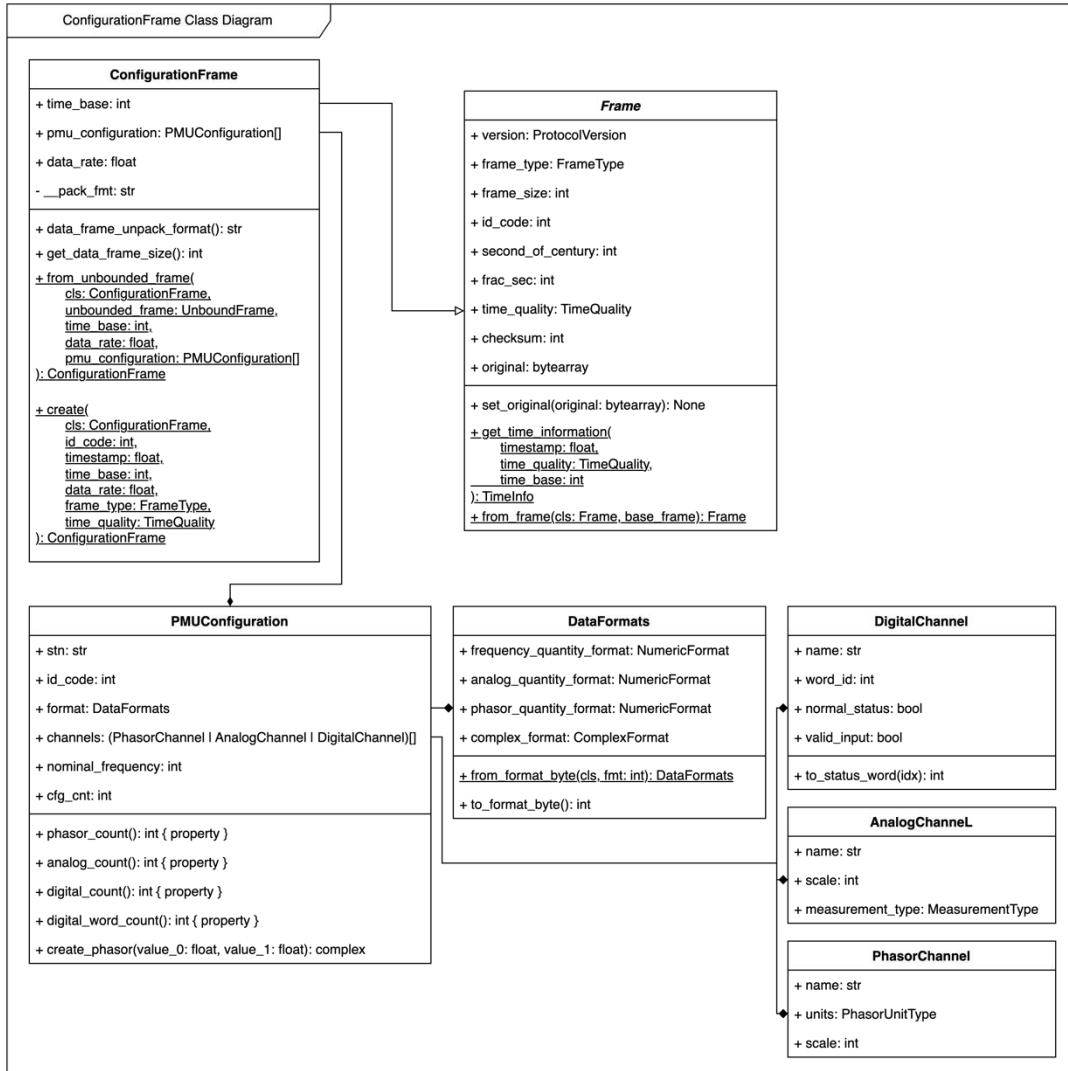 ConfigurationFrame Class Diagram
ConfigurationFrame
+ time_base: int
+ pmu_configuration: PMUConfiguration[]
+ data_rate: float
- __pack_fmt: str
+ data_frame_unpack_format(): str
+ get_data_frame_size(): int
+ from_unbounded_frame(
cls: ConfigurationFrame,
unbounded_frame: UnboundFrame,
time_base: int,
data_rate: float,
pmu_configuration: PMUConfiguration[]
): ConfigurationFrame
+ create(
cls: ConfigurationFrame,
id_code: int,
timestamp: float,
time_base: int,
data_rate: float,
frame_type: FrameType,
time_quality: TimeQuality
): ConfigurationFrame
Frame
+ version: ProtocolVersion
+ frame_type: FrameType
+ frame_size: int
+ id_code: int
+ second_of_century: int
+ frac_sec: int
+ time_quality: TimeQuality
+ checksum: int
+ original: bytearray
+ set_original(original: bytearray): None
+ get_time_information(
timestamp: float,
time_quality: TimeQuality,
time_base: int
): TimeInfo
+ from_frame(cls: Frame, base_frame): Frame
PMUConfiguration
+ stn: str
+ id_code: int
+ format: DataFormats
+ channels: (PhasorChannel | AnalogChannel | DigitalChannel)[]
+ nominal_frequency: int
+ cfg_cnt: int
+ phasor_count(): int { property }
+ analog_count(): int { property }
+ digital_count(): int { property }
+ digital_word_count(): int { property }
+ create_phasor(value_0: float, value_1: float): complex
DataFormats
+ frequency_quantity_format: NumericFormat
+ analog_quantity_format: NumericFormat
+ phasor_quantity_format: NumericFormat
+ complex_format: ComplexFormat
+ from_format_byte(cls, fmt: int): DataFormats
+ to_format_byte(): int
DigitalChannel
+ name: str
+ word_id: int
+ normal_status: bool
+ valid_input: bool
+ to_status_word(idx): int
AnalogChanneL
+ name: str
+ scale: int
+ measurement_type: MeasurementType
PhasorChannel
+ name: str
+ units: PhasorUnitType
+ scale: int